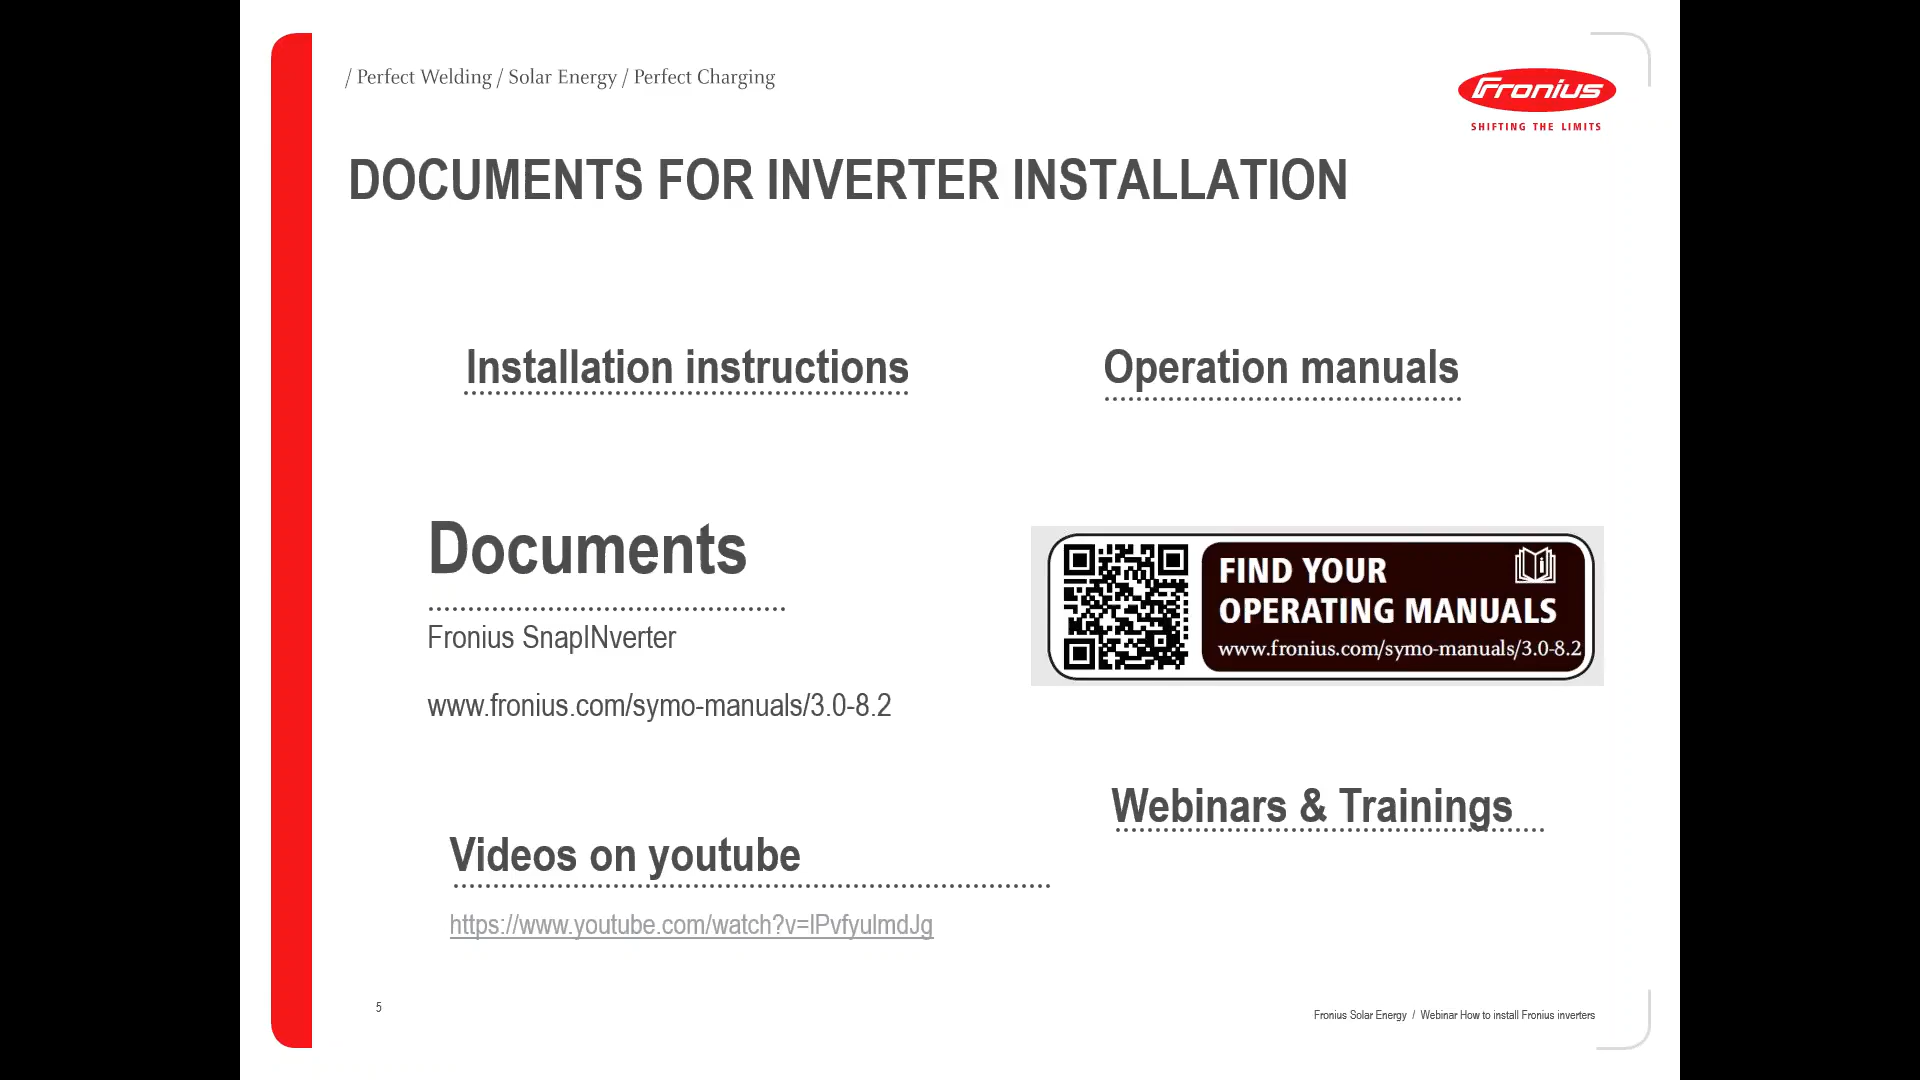 / Perfect Welding / Solar Energy / Perfect Charging
Fronius
SHIFTING THE LIMITS
DOCUMENTS FOR INVERTER INSTALLATION
Installation instructions
Operation manuals
Documents
Fronius SnapINverter
www.fronius.com/symo-manuals/3.0-8.2
FIND YOUR
OPERATING MANUALS
www.fronius.com/symo-manuals/3.0-8.2
Webinars & Trainings
Videos on youtube
https://www.youtube.com/watch?v=lPvfyulmdJg
5
Fronius Solar Energy / Webinar How to install Fronius inverters